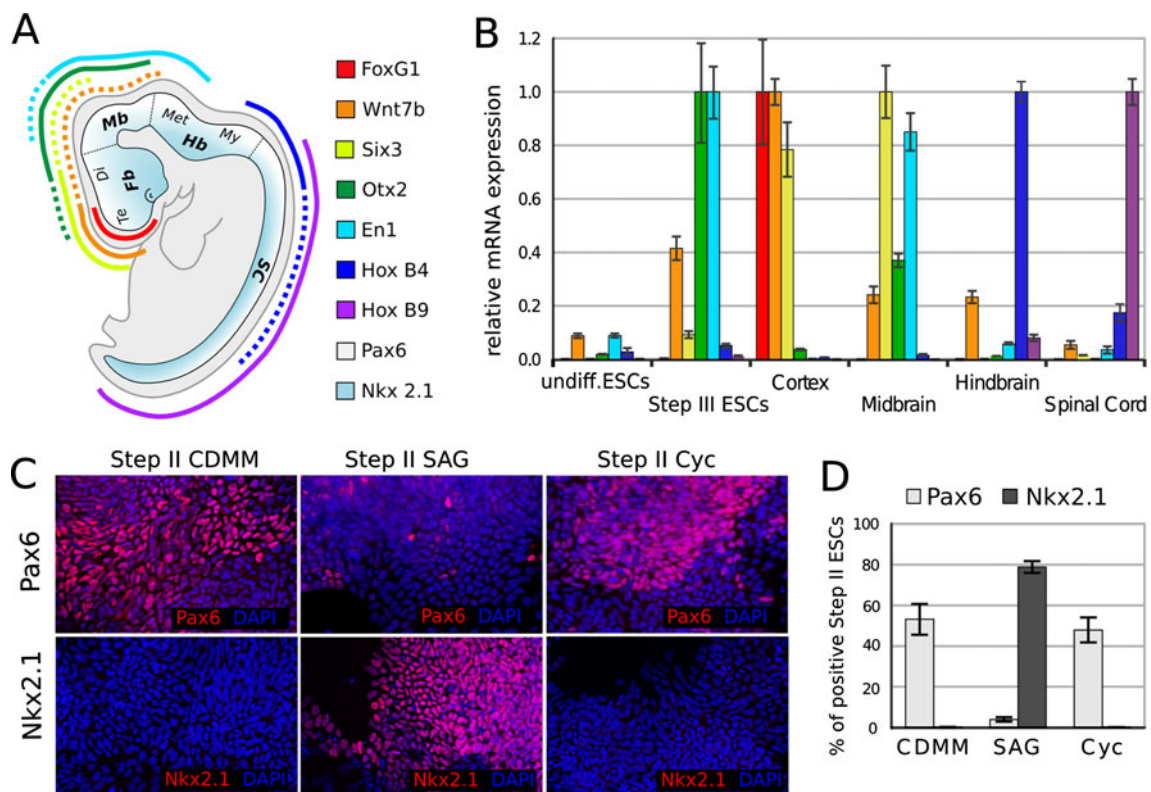 A
Mb
Met
My
Hb
Di
Fb
Te
SC
FoxG1
Wnt7b
Six3
Otx2
En1
Hox B4
Hox B9
Pax6
Nkx 2.1
B
relative mRNA expression
1.2
1.0
0.8
0.6
0.4
0.2
0.0
undiff.ESCs
Step III ESCs
Cortex
Midbrain
Hindbrain
Spinal Cord
C
Step II CDMM
Step II SAG
Step II Cyc
Pax6
Pax6 DAPI
Pax6 DAPI
Pax6 DAPI
Nkx2.1
Nkx2.1 DAPI
Nkx2.1 DAPI
Nkx2.1 DAPI
D
Pax6
Nkx2.1
% of positive Step II ESCs
100
80
60
40
20
0
CDMM
SAG
Cyc